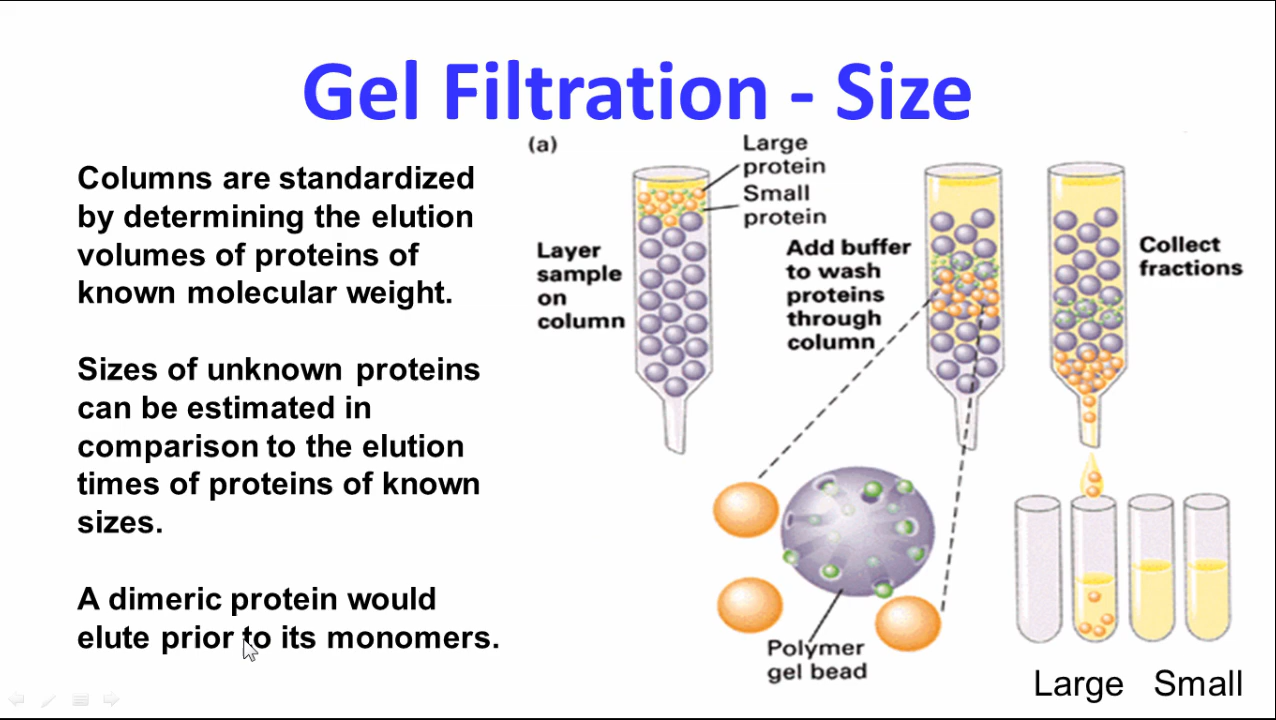 Gel Filtration - Size
Columns are standardized
by determining the elution
volumes of proteins of
known molecular weight.
Sizes of unknown proteins
can be estimated in
comparison to the elution
times of proteins of known
sizes.
A dimeric protein would
elute prior to its monomers.
(a)
Large
protein
Small
protein
Layer
sample
on
column
Add buffer
to wash
proteins
through
column
Collect
fractions
Polymer
gel bead
Large Small